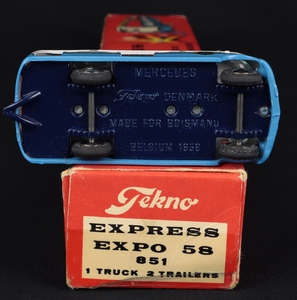 MERCEDES
Tekno DENMARK
MADE FOR BOISMANU
BELGIUM 1958
Tekno
EXPRESS
EXPO 58
851
1 TRUCK 2 TRAILERS